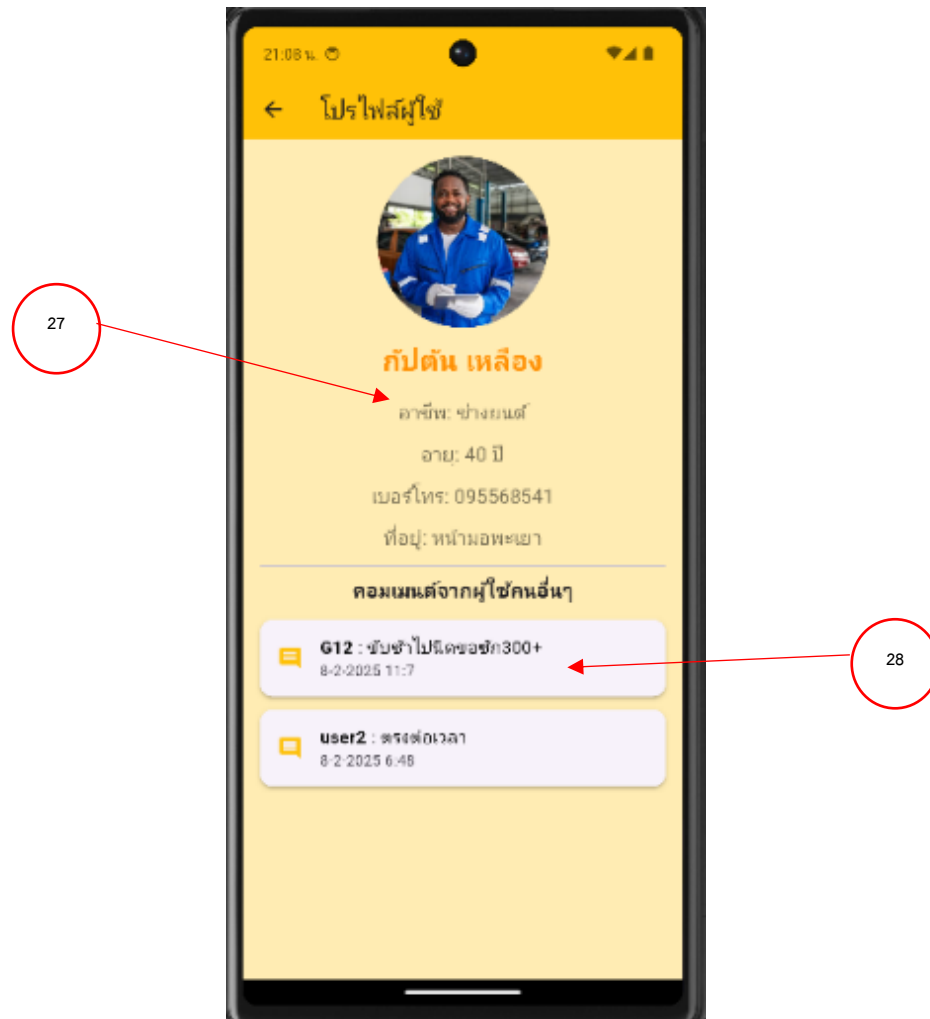 21:08 น.
โปรไฟล์ผู้ใช้
27
กัปตัน เหลือง
อาชีพ: ช่างยนต์
อายุ: 40 ปี
เบอร์โทร: 095568541
ที่อยู่: หน้ามอพะเยา
คอมเมนต์จากผู้ใช้คนอื่นๆ
G12 : ขับช้าไปนิดขอซัก300+
8-2-2025 11:7
28
user2 : ตรงต่อเวลา
8-2-2025 6:48